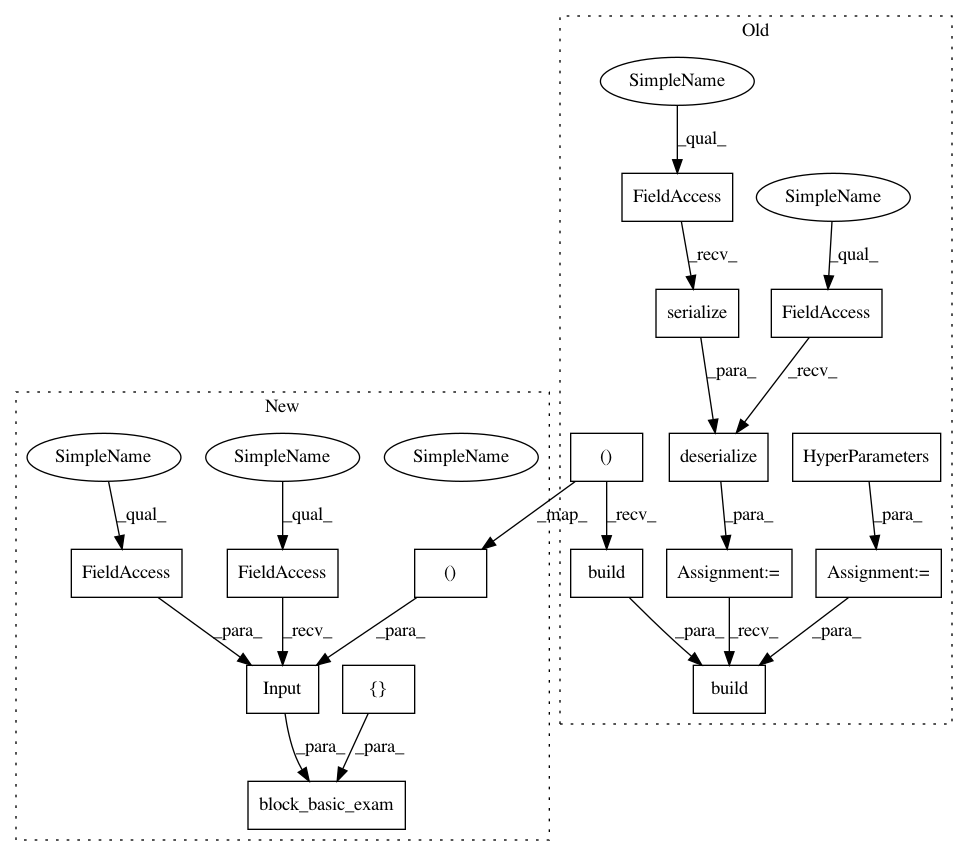 Old
SimpleName
_qual_
FieldAccess
SimpleName
_recv_
_qual_
serialize
FieldAccess
_para_
_recv_
New
SimpleName
SimpleName
SimpleName
()
deserialize
HyperParameters
_qual_
_qual_
_map_
_recv_
_para_
_para_
FieldAccess
FieldAccess
()
build
Assignment:=
Assignment:=
_para_
_recv_
_para_
_para_
_recv_
_para_
Input
{}
build
_para_
_para_
block_basic_exam